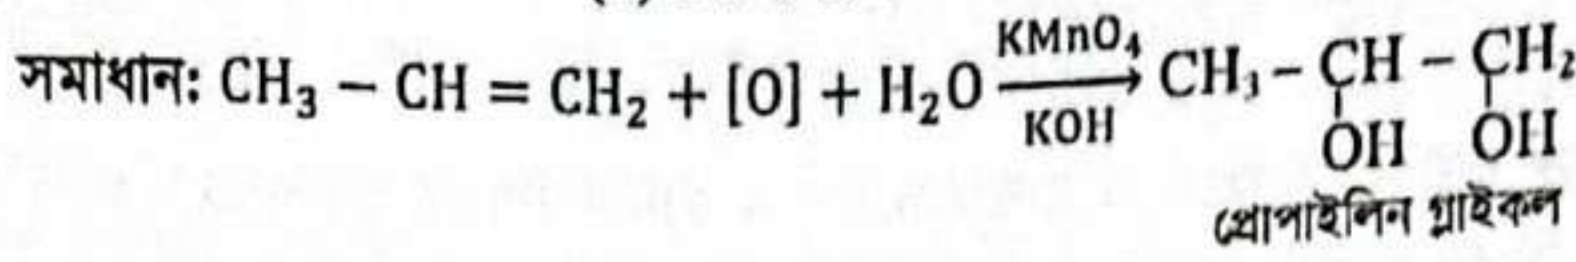 সমাধান: CH₃ – CH = CH₂ + [O] + H₂O KMnO₄ → KOH CH₃ – CH – CH₂
OH OH
প্রোপাইলিন গ্লাইকল